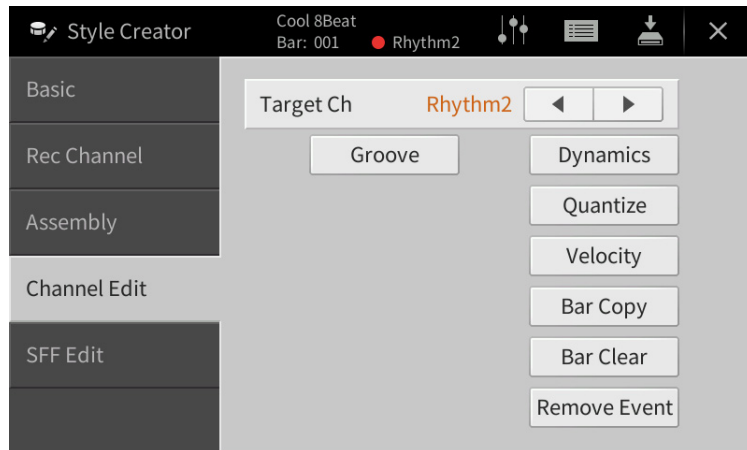 Style Creator
Cool 8Beat
Bar: 001
Rhythm2
Basic
Rec Channel
Assembly
Channel Edit
SFF Edit
Target Ch
Rhythm2
Groove
Dynamics
Quantize
Velocity
Bar Copy
Bar Clear
Remove Event